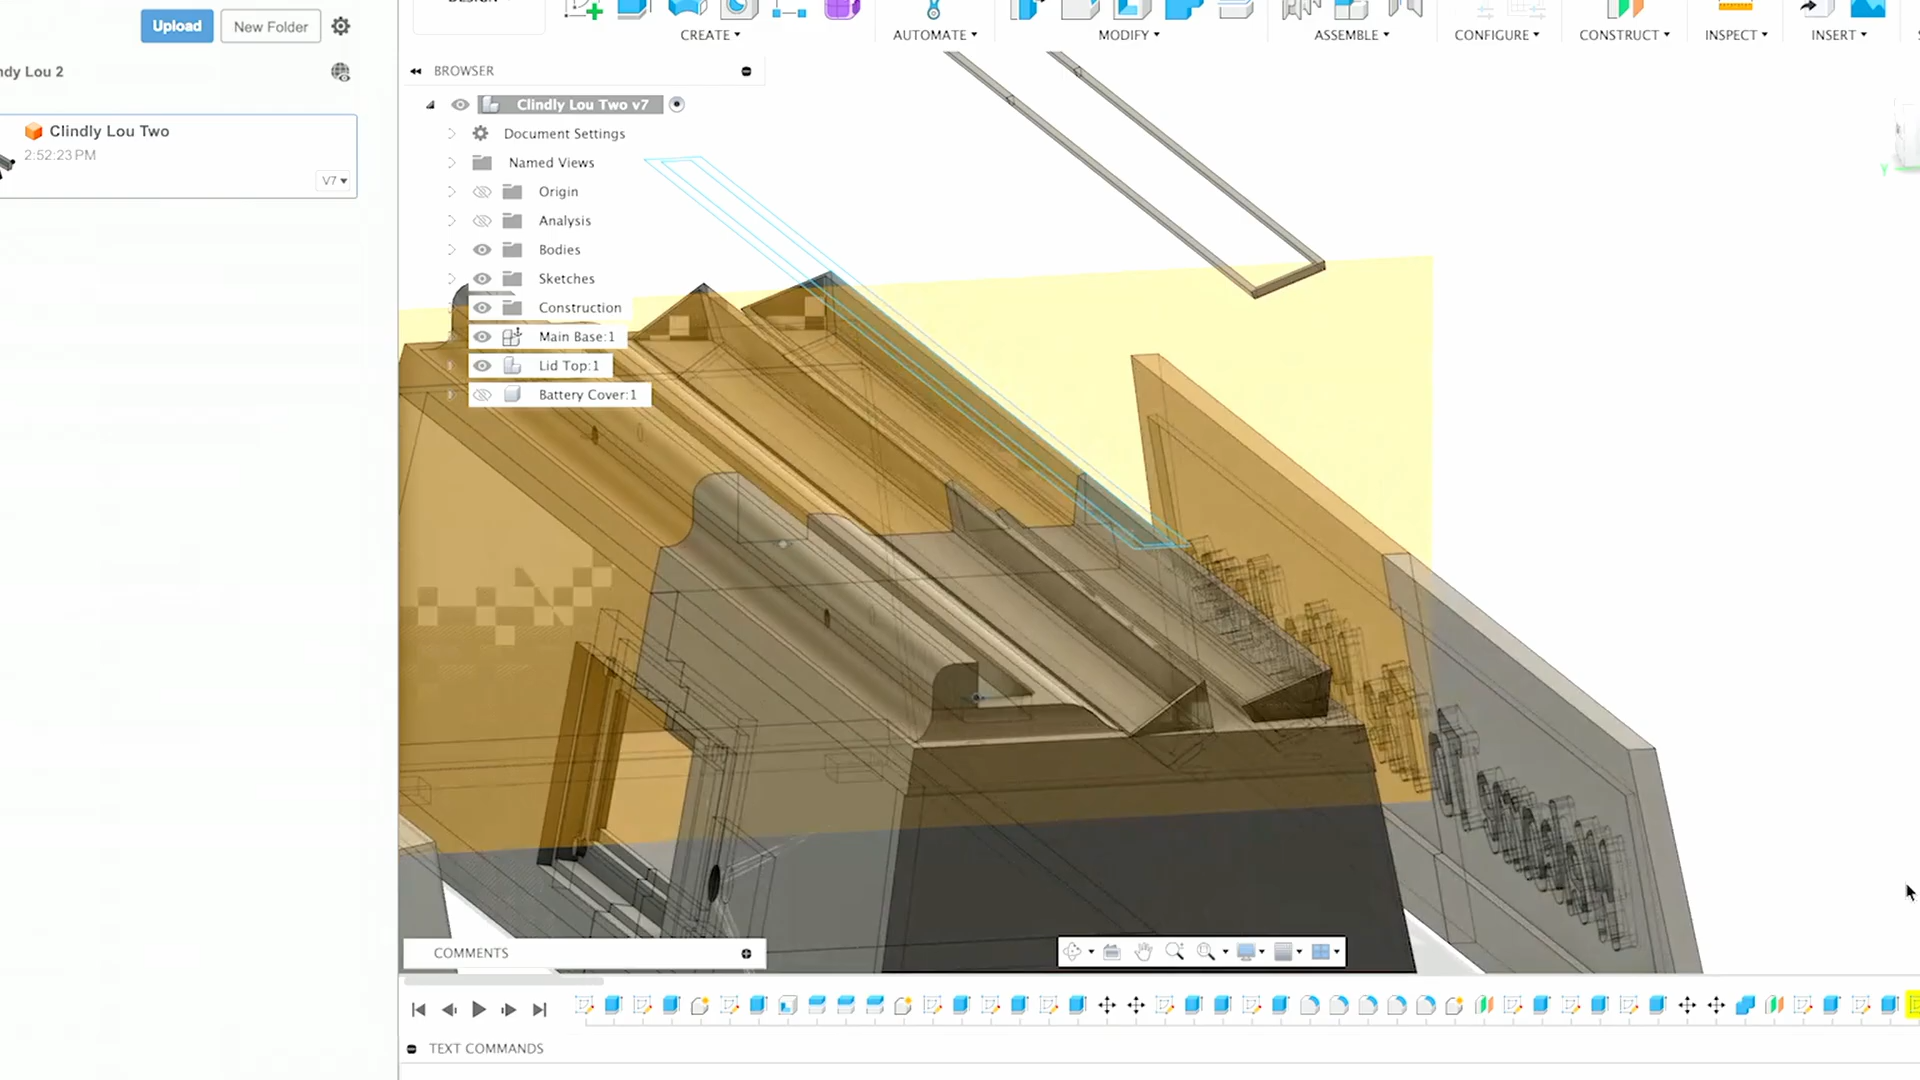 Upload
New Folder
ndy Lou 2
Clindly Lou Two
2:52:23 PM
V7
CREATE
AUTOMATE
MODIFY
ASSEMBLE
CONFIGURE
CONSTRUCT
INSPECT
INSERT
BROWSER
Clindly Lou Two v7
Document Settings
Named Views
Origin
Analysis
Bodies
Sketches
Construction
Main Base:1
Lid Top:1
Battery Cover:1
Y
COMMENTS
TEXT COMMANDS